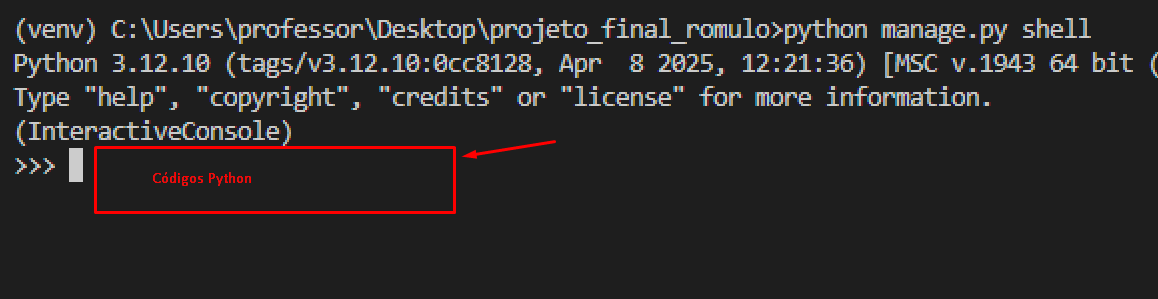 (venv) C:\Users\professor\Desktop\projeto_final_romulo>python manage.py shell
Python 3.12.10 (tags/v3.12.10:0cc8128, Apr  8 2025, 12:21:36) [MSC v.1943 64 bit (
Type "help", "copyright", "credits" or "license" for more information.
(InteractiveConsole)
>>>
Códigos Python